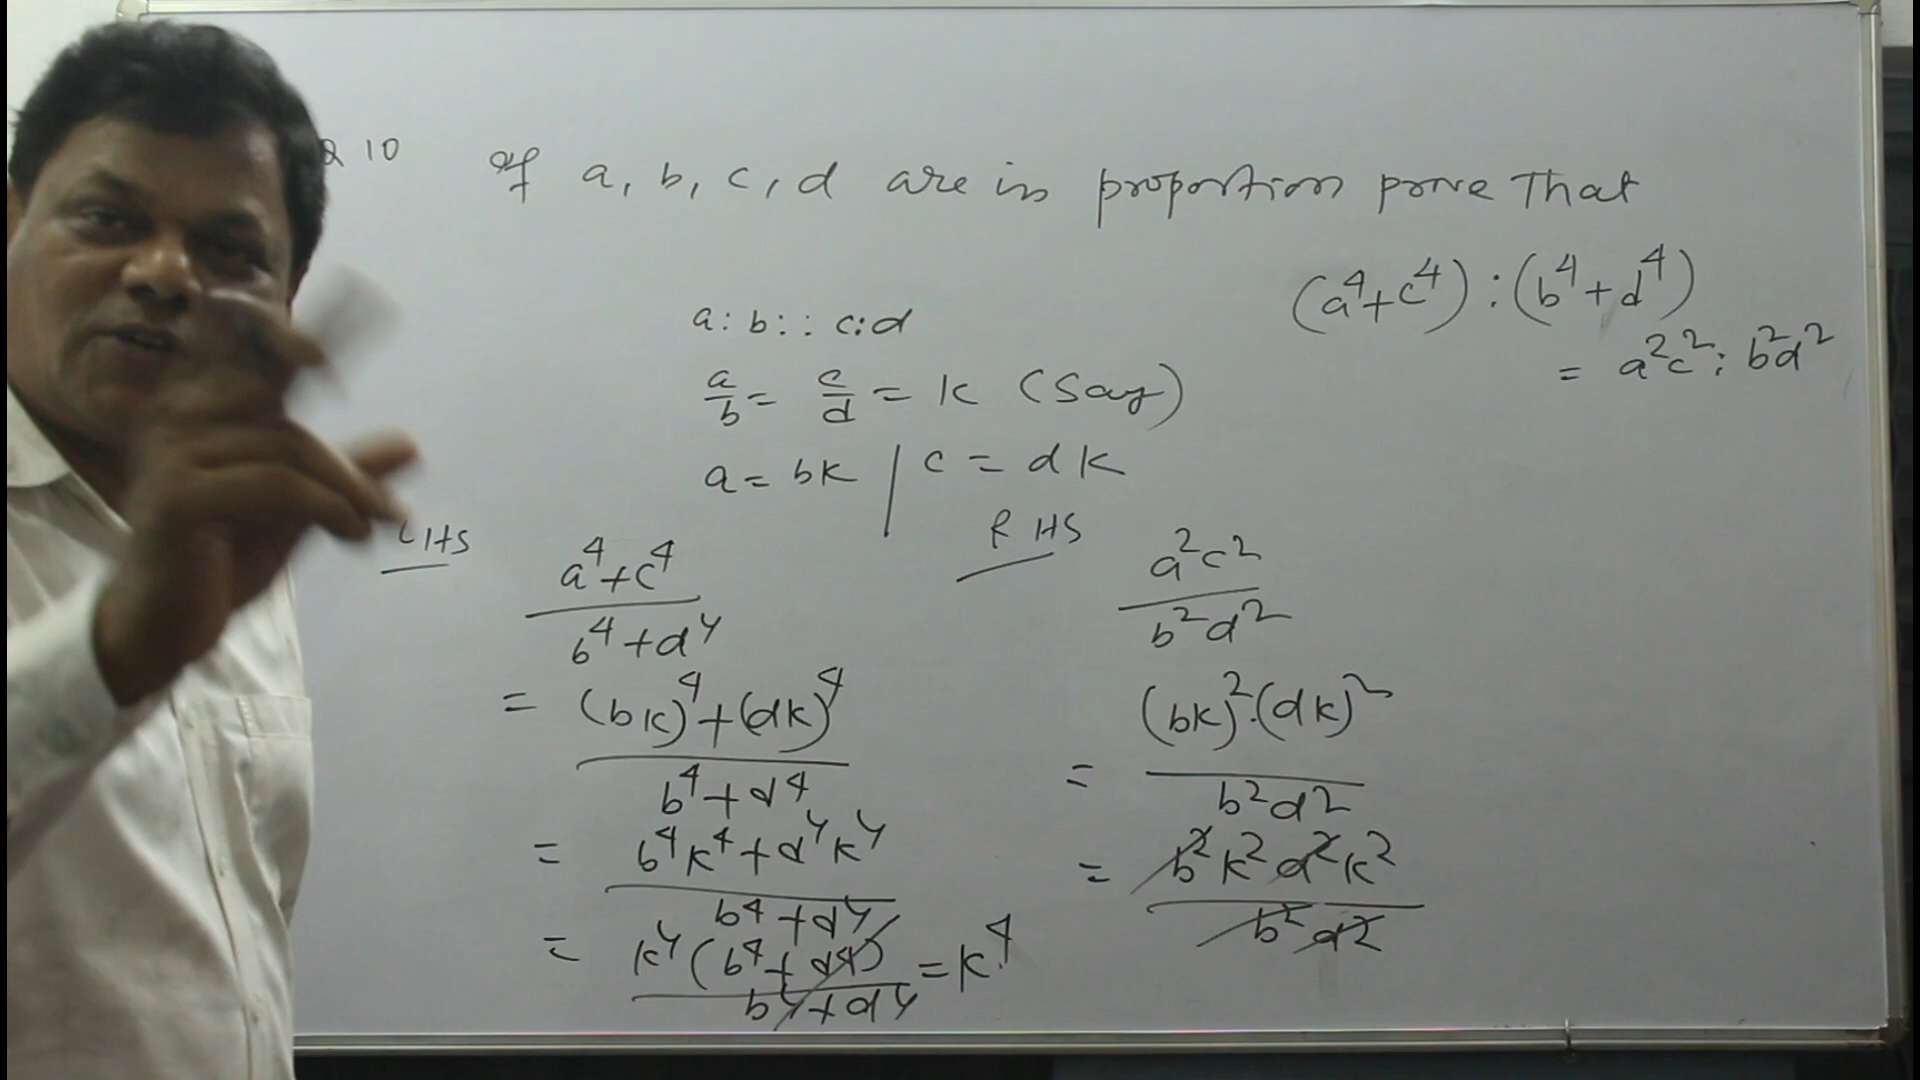 Q 10 If a, b, c, d are in proportion prove That
(a⁴+c⁴) : (b⁴+d⁴)
= a²c² : b²d²
a : b : : c : d
a/b = c/d = k (Say)
a = bk | c = dk
LHS
(a⁴+c⁴)/(b⁴+d⁴)
= ((bk)⁴+(dk)⁴)/(b⁴+d⁴)
= (b⁴k⁴+d⁴k⁴)/(b⁴+d⁴)
= k⁴(b⁴+d⁴)/(b⁴+d⁴) = k⁴
RHS
a²c²/b²d²
= (bk)².(dk)²/b²d²
= b²k²d²k²/b²d²